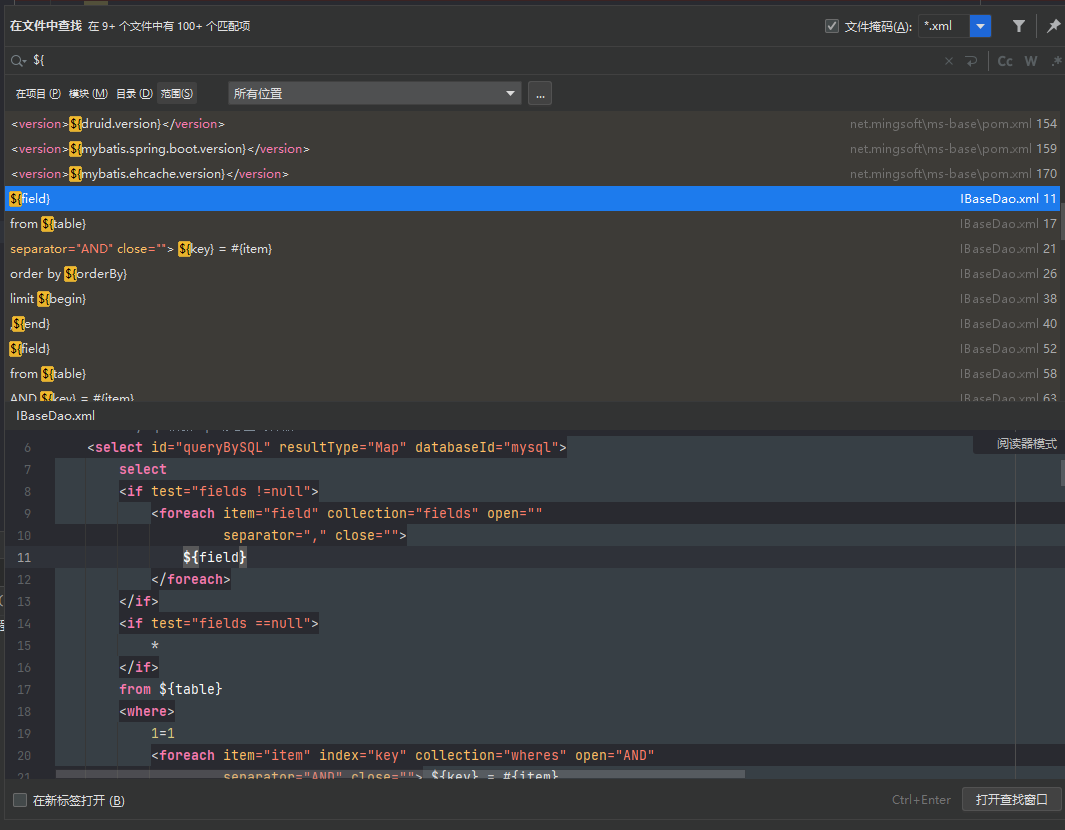 在文件中查找 在 9+ 个文件中有 100+ 个匹配项 文件掩码(A): *.xml
${ Cc W .*
在项目 (P) 模块 (M) 目录 (D) 范围(S) 所有位置 ...
<version>${druid.version}</version> net.mingsoft\ms-base\pom.xml 154
<version>${mybatis.spring.boot.version}</version> net.mingsoft\ms-base\pom.xml 159
<version>${mybatis.ehcache.version}</version> net.mingsoft\ms-base\pom.xml 170
${field} IBaseDao.xml 11
from ${table} IBaseDao.xml 17
separator="AND" close=""> ${key} = #{item} IBaseDao.xml 21
order by ${orderBy} IBaseDao.xml 26
limit ${begin} IBaseDao.xml 38
,${end} IBaseDao.xml 40
${field} IBaseDao.xml 52
from ${table} IBaseDao.xml 58
AND ${key} = #{item} IBaseDao.xml 63
IBaseDao.xml
6 <select id="queryBySQL" resultType="Map" databaseId="mysql"> 阅读器模式
7 select
8 <if test="fields !=null">
9 <foreach item="field" collection="fields" open=""
10 separator="," close="">
11 ${field}
12 </foreach>
13 </if>
14 <if test="fields ==null">
15 *
16 </if>
17 from ${table}
18 <where>
19 1=1
20 <foreach item="item" index="key" collection="wheres" open="AND"
21 separator="AND" close=""> ${key} = #{item}
在新标签打开 (B) Ctrl+Enter 打开查找窗口